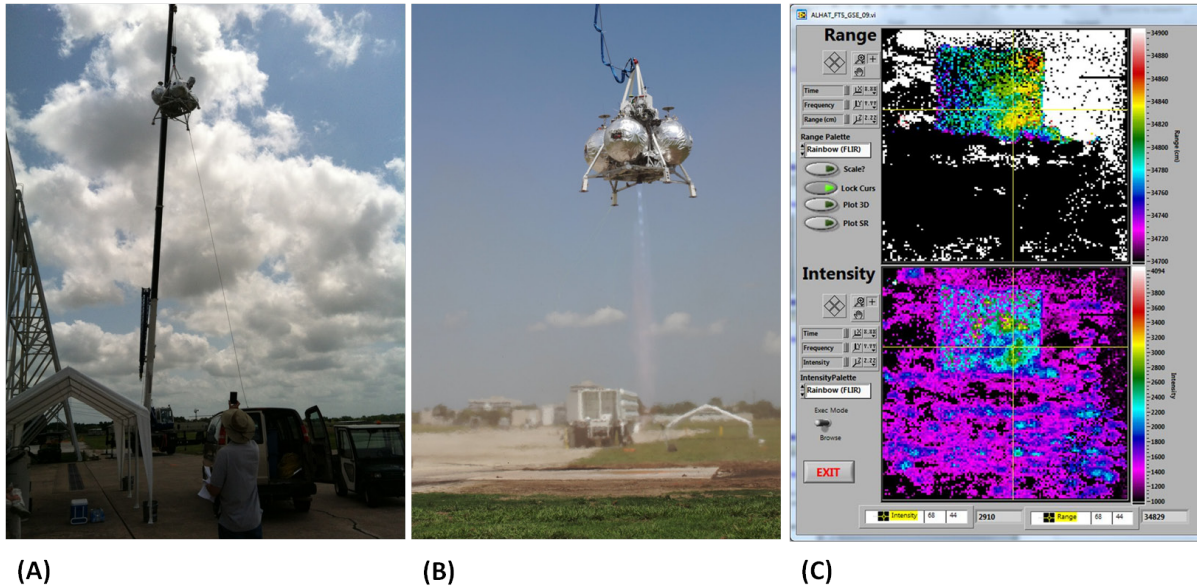 ALHAT_FTS_GSE_09.vi
Range
Time
Frequency
Range (cm)
Range Palette
Rainbow (FLIR)
Scale?
Lock Curs
Plot 3D
Plot SR
34900
34880
34860
34840
34820
34800
34780
34760
34740
34720
34700
Range (cm)
Intensity
Time
Frequency
Intensity
IntensityPalette
Rainbow (FLIR)
Exec Mode
Browse
EXIT
4094
3800
3600
3400
3200
3000
2800
2600
2400
2200
2000
1800
1600
1400
1200
1000
Intensity
Intensity 68 44 2910 Range 68 44 34829
(A) (B) (C)